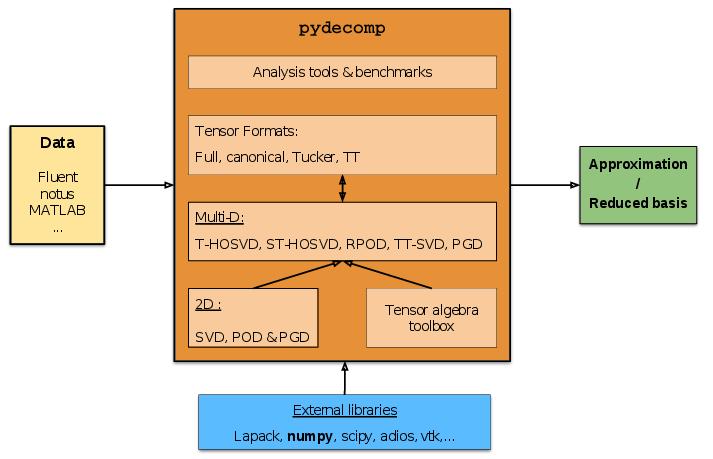 pydecomp
Analysis tools & benchmarks
Tensor Formats:
Full, canonical, Tucker, TT
Data
Fluent
notus
MATLAB
...
Multi-D:
T-HOSVD, ST-HOSVD, RPOD, TT-SVD, PGD
2D :
SVD, POD & PGD
Tensor algebra
toolbox
Approximation
/
Reduced basis
External libraries
Lapack, numpy, scipy, adios, vtk,...